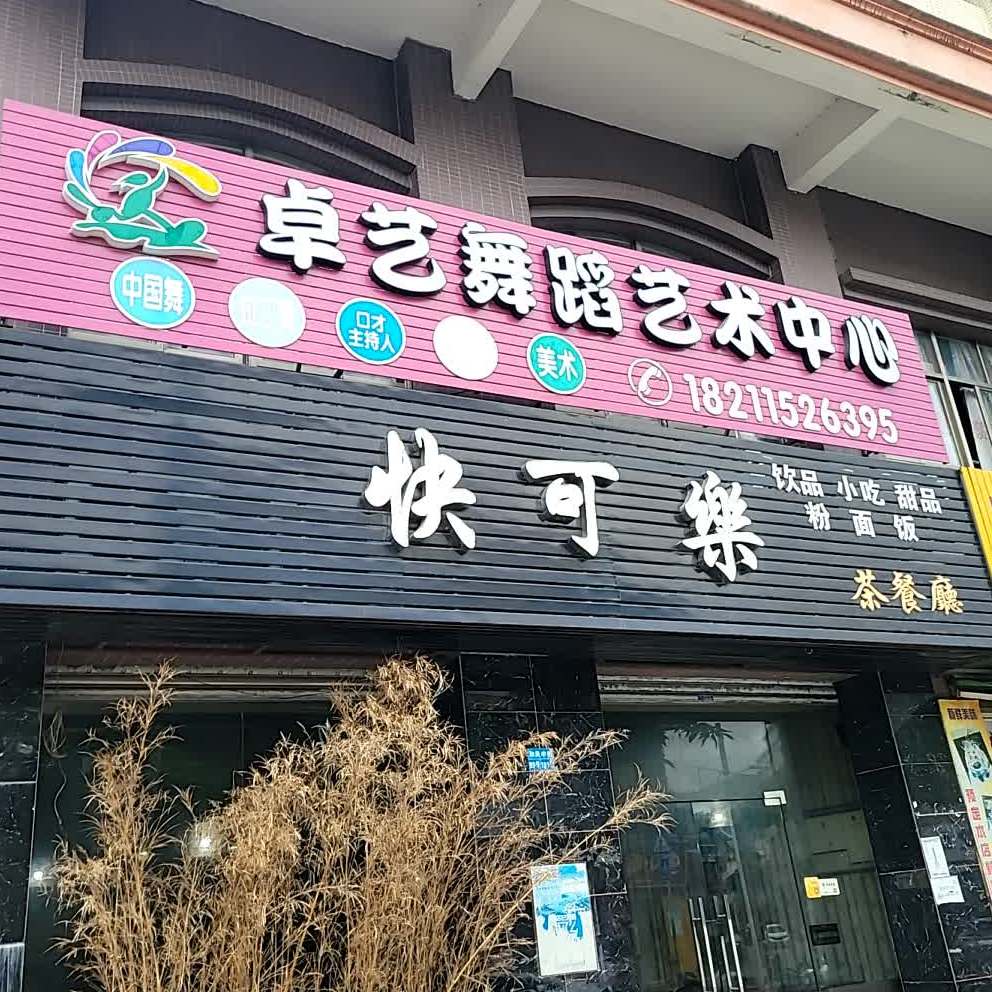 卓艺舞蹈艺术中心
中国舞
口才
主持人
美术
18211526395
快可樂
饮品 小吃 甜品
粉 面 饭
茶餐廳